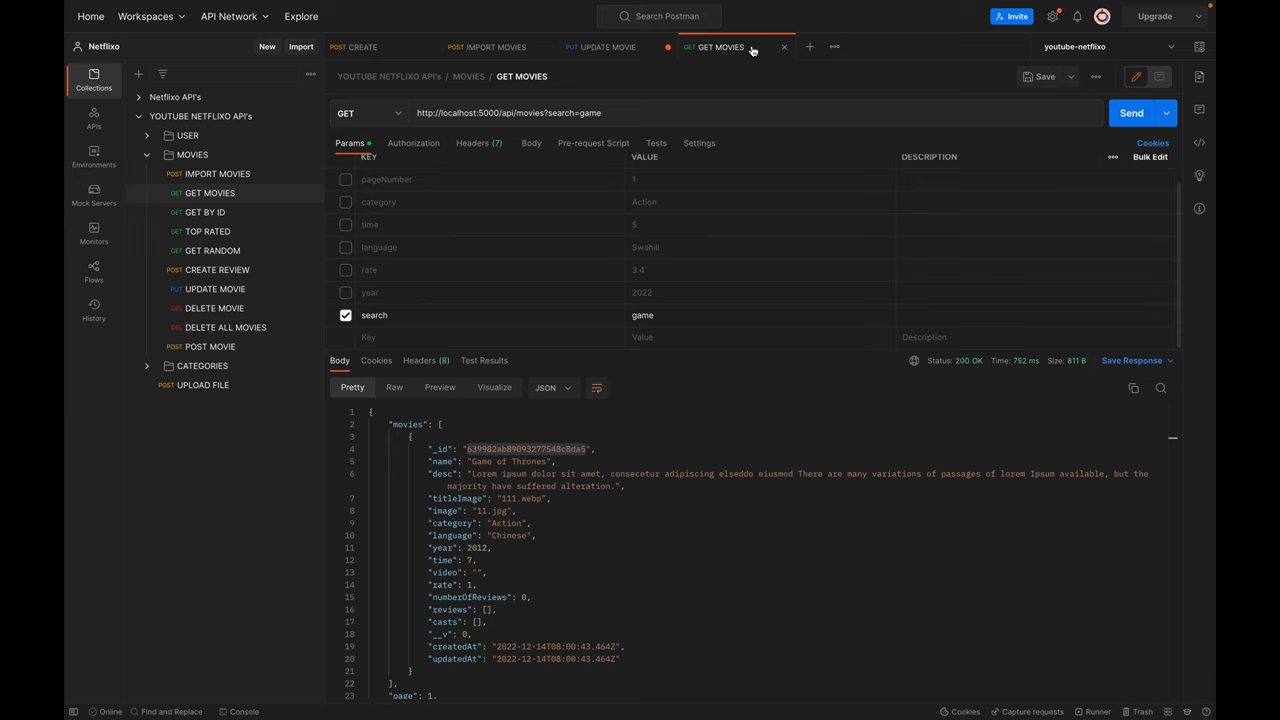 Home Workspaces API Network Explore Search Postman Invite Upgrade
Netflixo New Import POST CREATE POST IMPORT MOVIES PUT UPDATE MOVIE GET GET MOVIES youtube-netflixo
Collections
APIs
Environments
Mock Servers
Monitors
Flows
History
Netflixo API's
YOUTUBE NETFLIXO API's
USER
MOVIES
POST IMPORT MOVIES
GET GET MOVIES
GET GET BY ID
GET TOP RATED
GET GET RANDOM
POST CREATE REVIEW
PUT UPDATE MOVIE
DEL DELETE MOVIE
DEL DELETE ALL MOVIES
POST POST MOVIE
CATEGORIES
POST UPLOAD FILE
YOUTUBE NETFLIXO API's / MOVIES / GET MOVIES Save
GET http://localhost:5000/api/movies?search=game Send
Params Authorization Headers (7) Body Pre-request Script Tests Settings Cookies
KEY VALUE DESCRIPTION Bulk Edit
pageNumber 1
category Action
time 5
language Swahili
rate 3.4
year 2022
search game
Key Value Description
Body Cookies Headers (8) Test Results Status: 200 OK Time: 752 ms Size: 811 B Save Response
Pretty Raw Preview Visualize JSON
1 {
2 "movies": [
3 {
4 "_id": "639982ab89093277548c8da5",
5 "name": "Game of Thrones",
6 "desc": "Lorem ipsum dolor sit amet, consectetur adipiscing elseddo eiusmod There are many variations of passages of lorem Ipsum available, but the
majority have suffered alteration.",
7 "titleImage": "111.webp",
8 "image": "11.jpg",
9 "category": "Action",
10 "language": "Chinese",
11 "year": 2012,
12 "time": 7,
13 "video": "",
14 "rate": 1,
15 "numberOfReviews": 0,
16 "reviews": [],
17 "casts": [],
18 "__v": 0,
19 "createdAt": "2022-12-14T08:00:43.464Z",
20 "updatedAt": "2022-12-14T08:00:43.464Z"
21 }
22 ],
23 "page": 1,
Online Find and Replace Console Cookies Capture requests Runner Trash